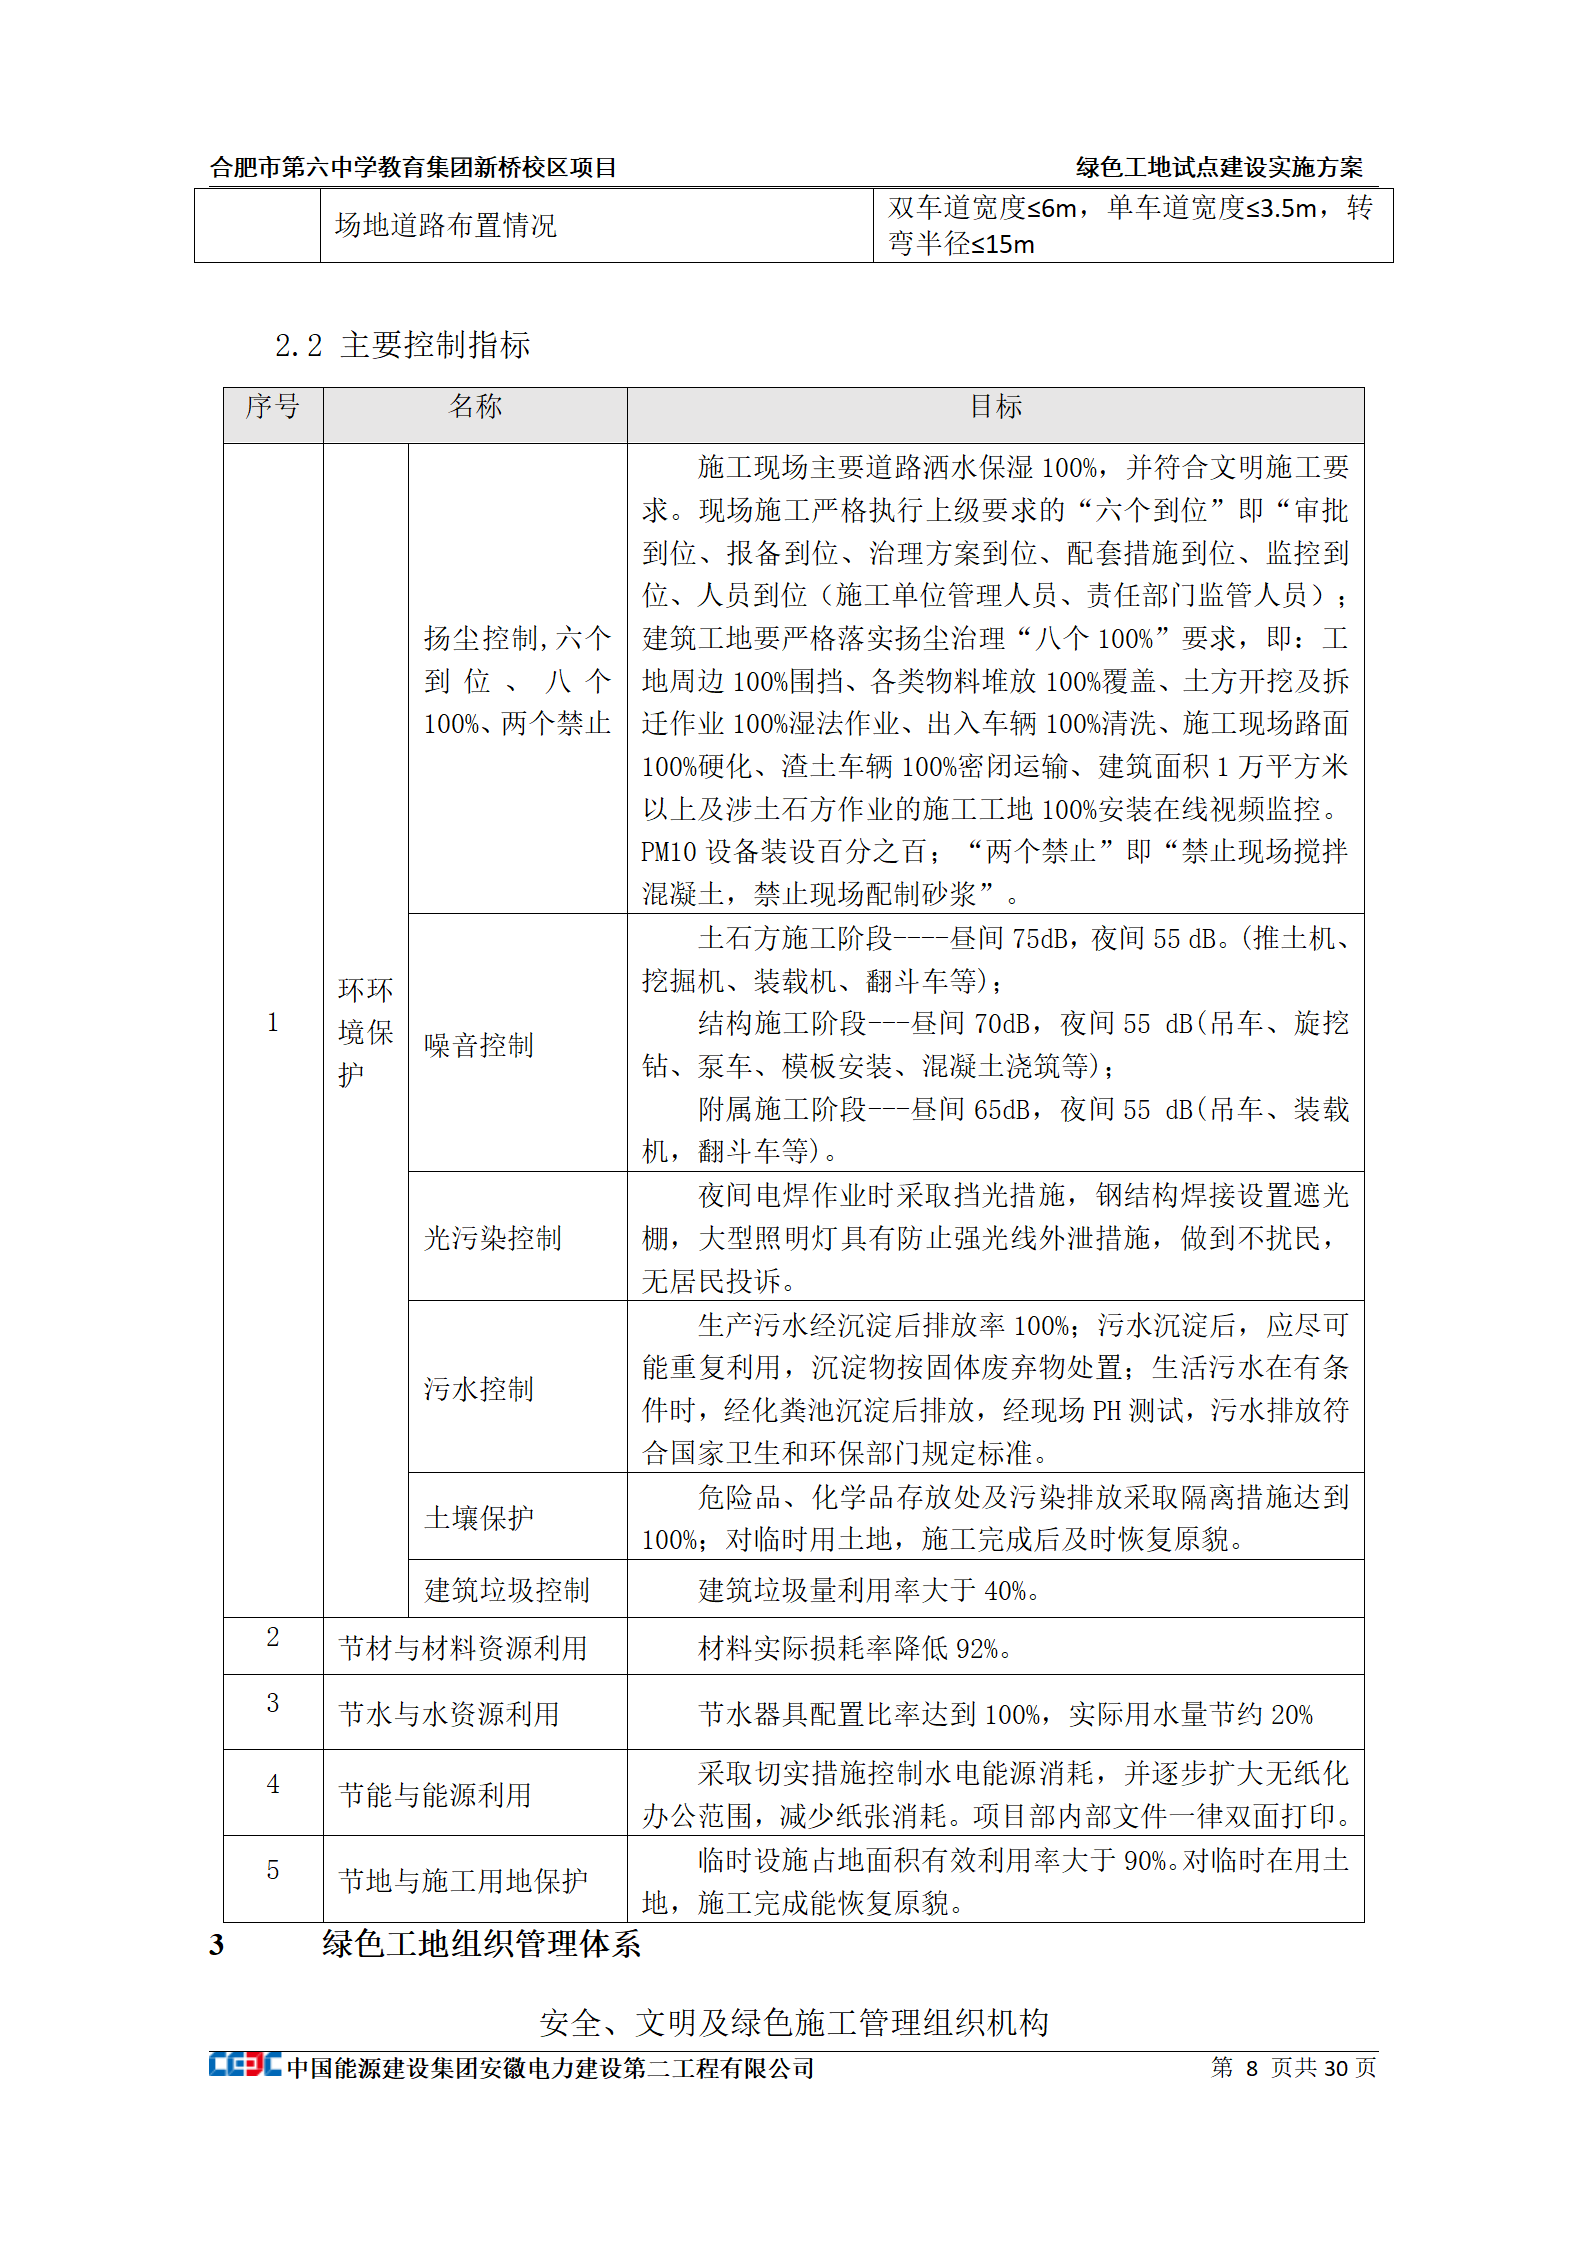 合肥市第六中学教育集团新桥校区项目 绿色工地试点建设实施方案
场地道路布置情况
双车道宽度≤6m，单车道宽度≤3.5m，转
弯半径≤15m
2.2 主要控制指标
序号 名称 目标
1
环环
境保
护
扬尘控制,六个
到位、八个
100%、两个禁止
施工现场主要道路洒水保湿 100%，并符合文明施工要
求。现场施工严格执行上级要求的“六个到位”即“审批
到位、报备到位、治理方案到位、配套措施到位、监控到
位、人员到位（施工单位管理人员、责任部门监管人员）；
建筑工地要严格落实扬尘治理“八个 100%”要求，即：工
地周边 100%围挡、各类物料堆放 100%覆盖、土方开挖及拆
迁作业 100%湿法作业、出入车辆 100%清洗、施工现场路面
100%硬化、渣土车辆 100%密闭运输、建筑面积 1 万平方米
以上及涉土石方作业的施工工地 100%安装在线视频监控。
PM10 设备装设百分之百；“两个禁止”即“禁止现场搅拌
混凝土，禁止现场配制砂浆”。
噪音控制
土石方施工阶段----昼间 75dB，夜间 55 dB。(推土机、
挖掘机、装载机、翻斗车等)；
结构施工阶段---昼间 70dB，夜间 55 dB(吊车、旋挖
钻、泵车、模板安装、混凝土浇筑等)；
附属施工阶段---昼间 65dB，夜间 55 dB(吊车、装载
机，翻斗车等)。
光污染控制
夜间电焊作业时采取挡光措施，钢结构焊接设置遮光
棚，大型照明灯具有防止强光线外泄措施，做到不扰民，
无居民投诉。
污水控制
生产污水经沉淀后排放率 100%；污水沉淀后，应尽可
能重复利用，沉淀物按固体废弃物处置；生活污水在有条
件时，经化粪池沉淀后排放，经现场 PH 测试，污水排放符
合国家卫生和环保部门规定标准。
土壤保护
危险品、化学品存放处及污染排放采取隔离措施达到
100%；对临时用土地，施工完成后及时恢复原貌。
建筑垃圾控制 建筑垃圾量利用率大于 40%。
2 节材与材料资源利用 材料实际损耗率降低 92%。
3 节水与水资源利用 节水器具配置比率达到 100%，实际用水量节约 20%
4 节能与能源利用
采取切实措施控制水电能源消耗，并逐步扩大无纸化
办公范围，减少纸张消耗。项目部内部文件一律双面打印。
5 节地与施工用地保护
临时设施占地面积有效利用率大于 90%。对临时在用土
地，施工完成能恢复原貌。
3 绿色工地组织管理体系
安全、文明及绿色施工管理组织机构
CEEC 中国能源建设集团安徽电力建设第二工程有限公司 第 8 页共 30 页